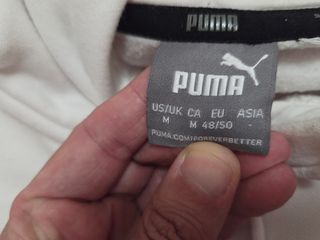 PUMA
PUMA
US/UK CA EU ASIA
M M 48/50 -
PUMA.COM/FOREVERBETTER